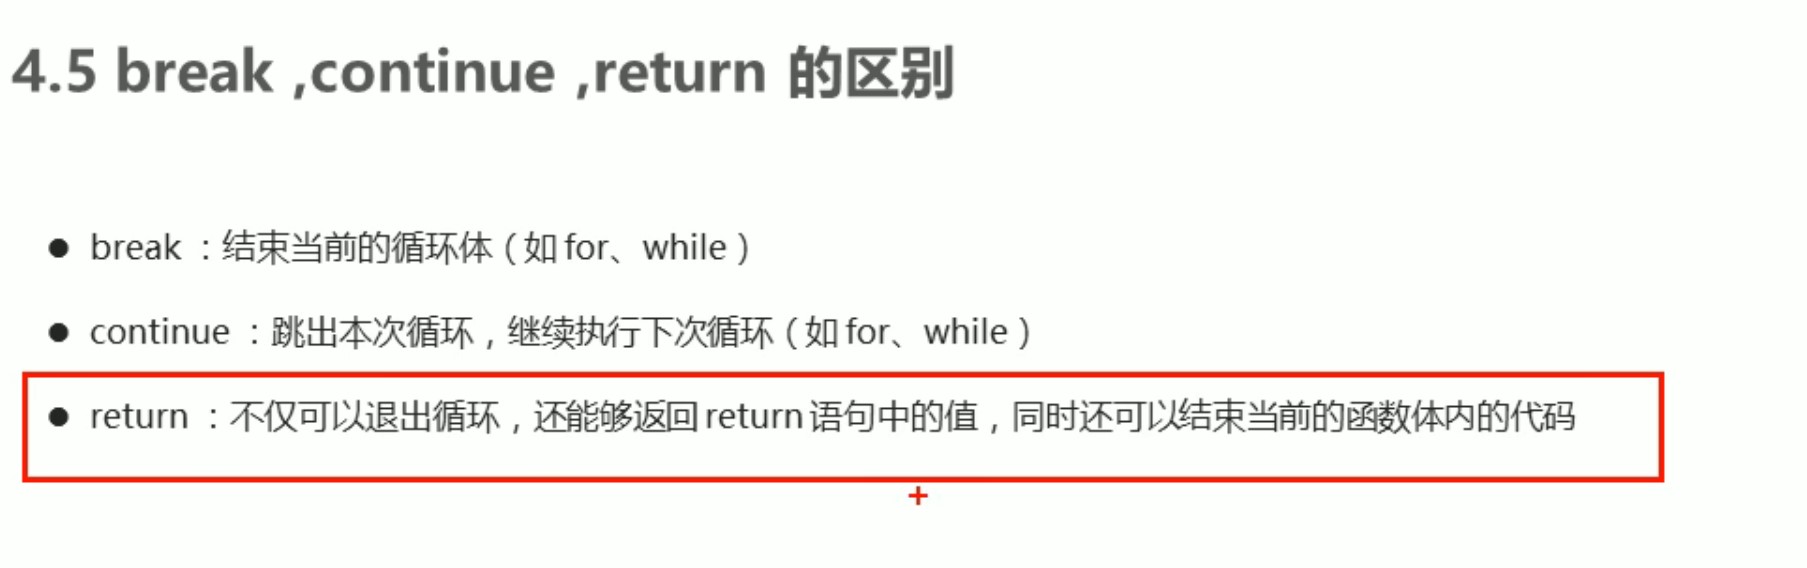 4.5 break ,continue ,return 的区别
● break ：结束当前的循环体（如 for、while）
● continue ：跳出本次循环，继续执行下次循环（如 for、while）
● return ：不仅可以退出循环，还能够返回 return 语句中的值，同时还可以结束当前的函数体内的代码